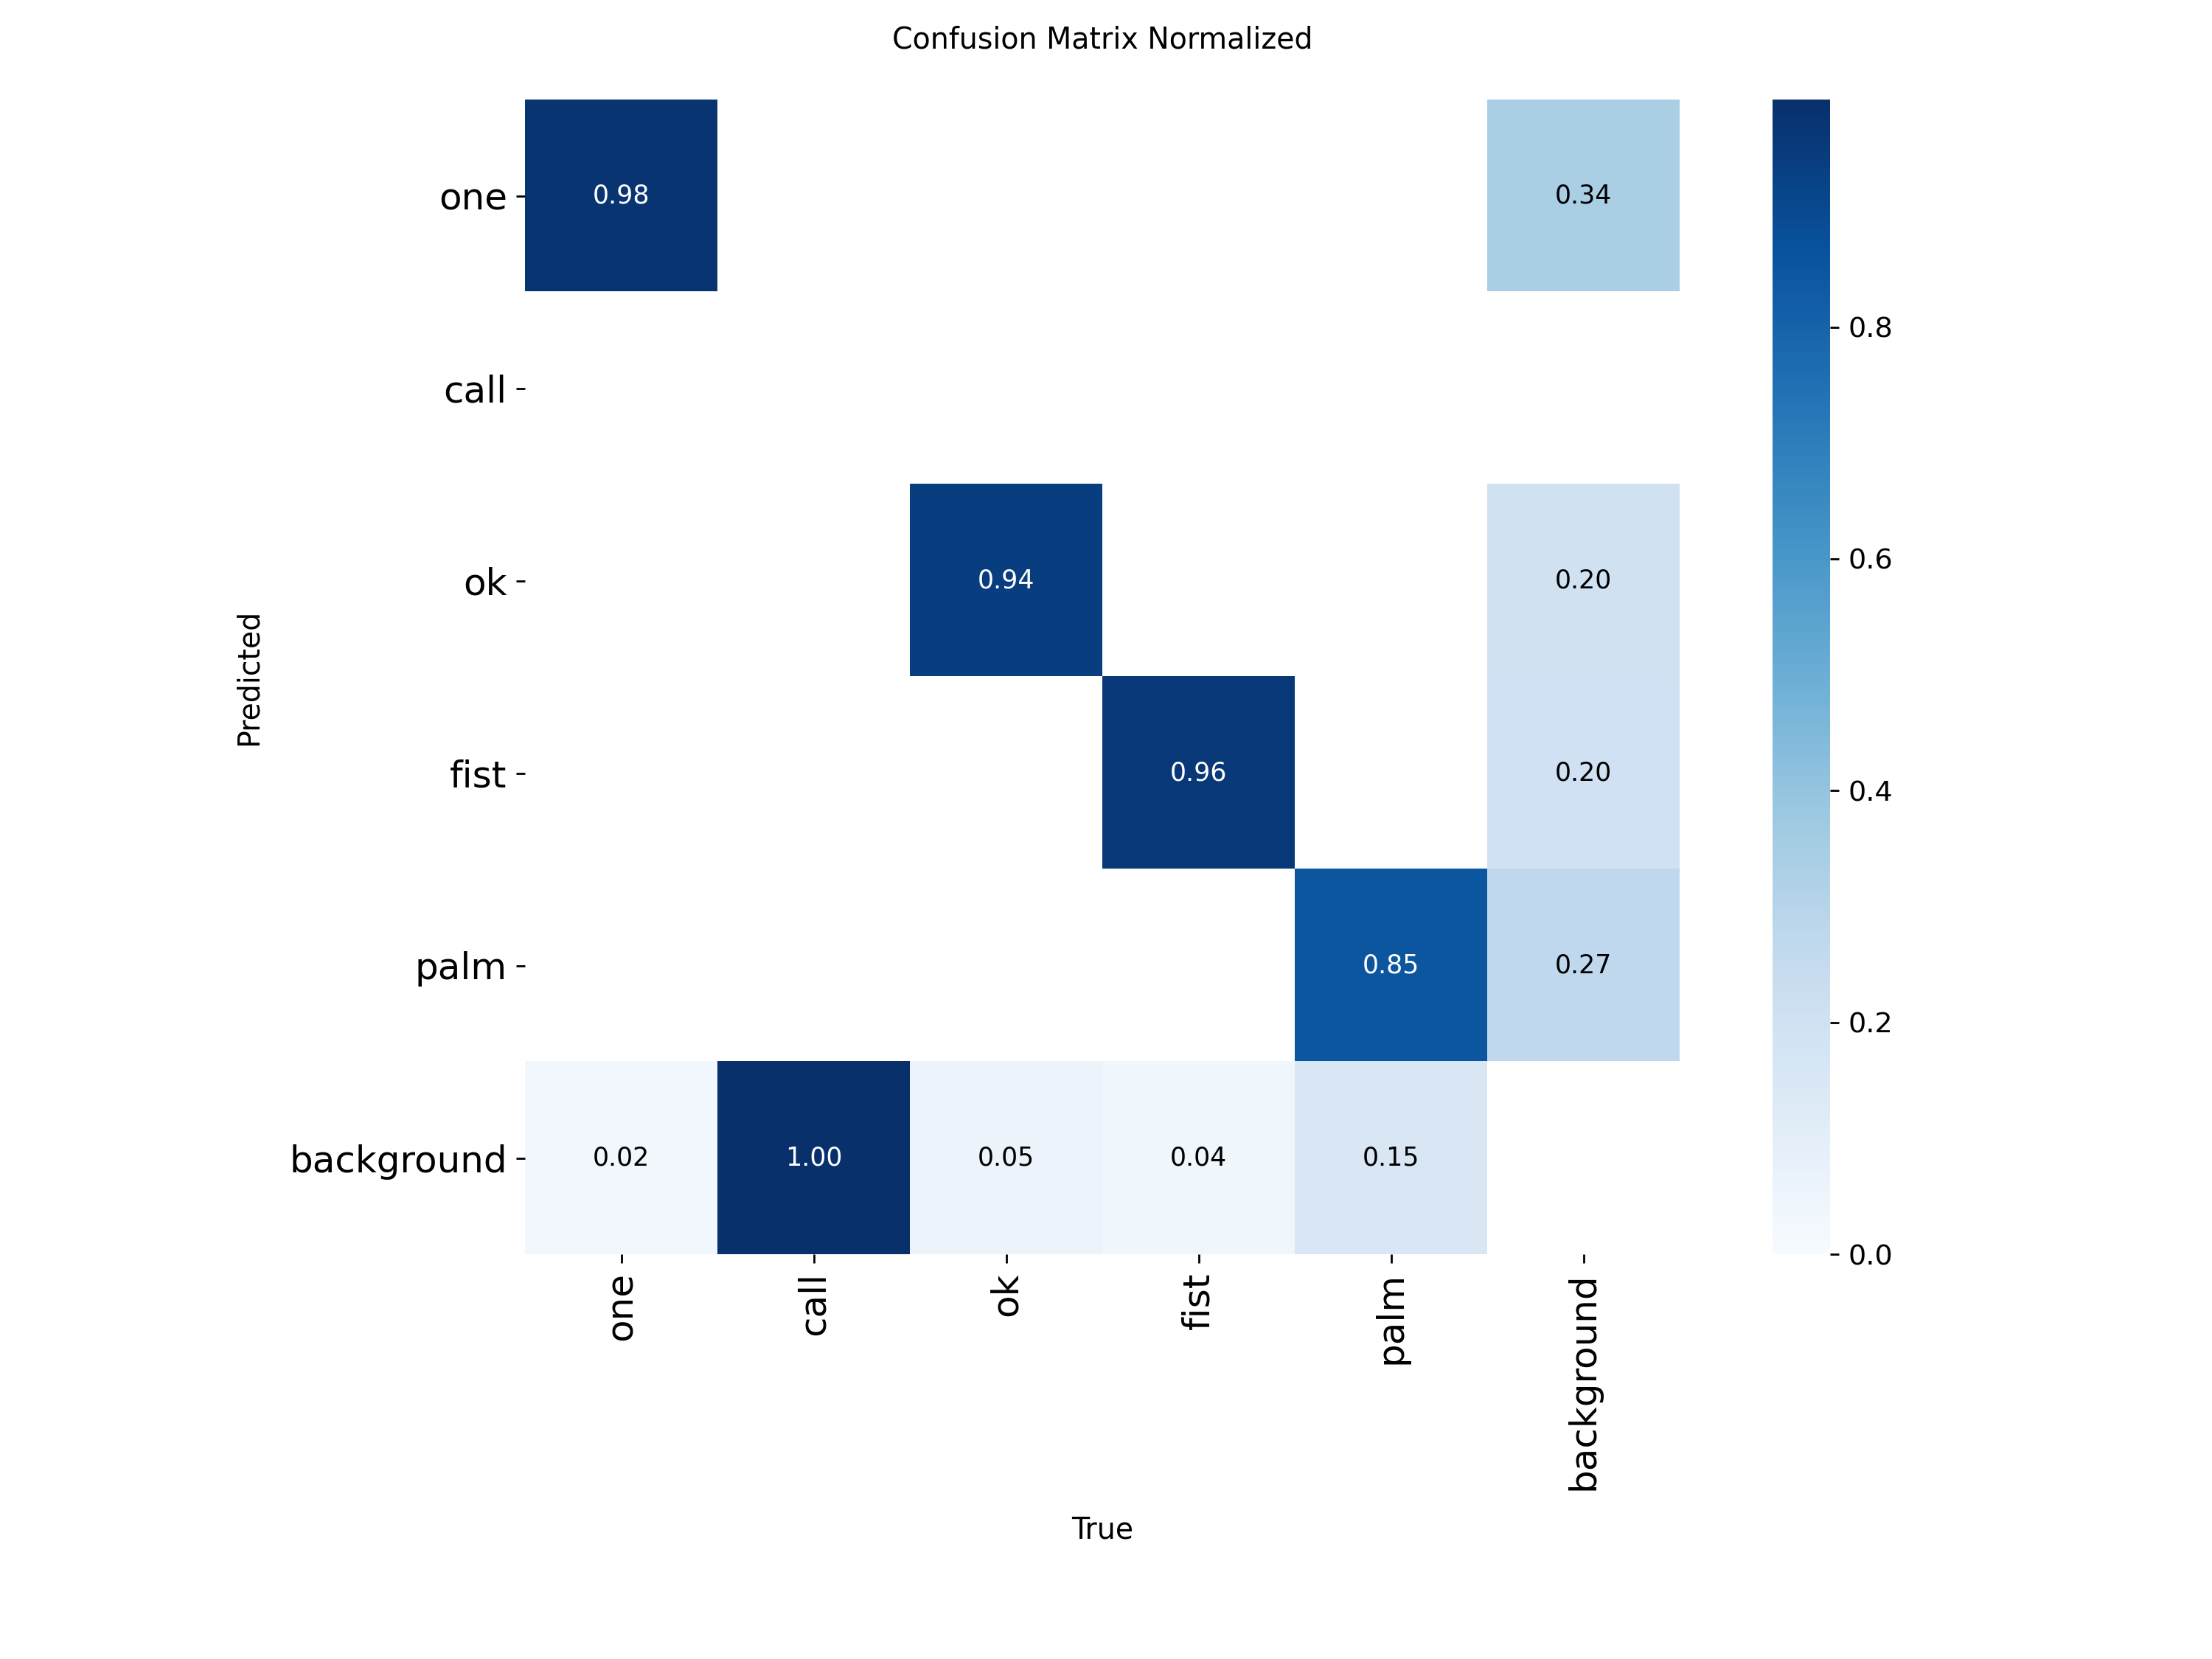 Confusion Matrix Normalized
one
0.98
0.34
0.8
call
ok
0.94
0.20
0.6
Predicted
fist
0.96
0.20
0.4
palm
0.85
0.27
0.2
background
0.02
1.00
0.05
0.04
0.15
0.0
one
call
ok
fist
palm
background
True